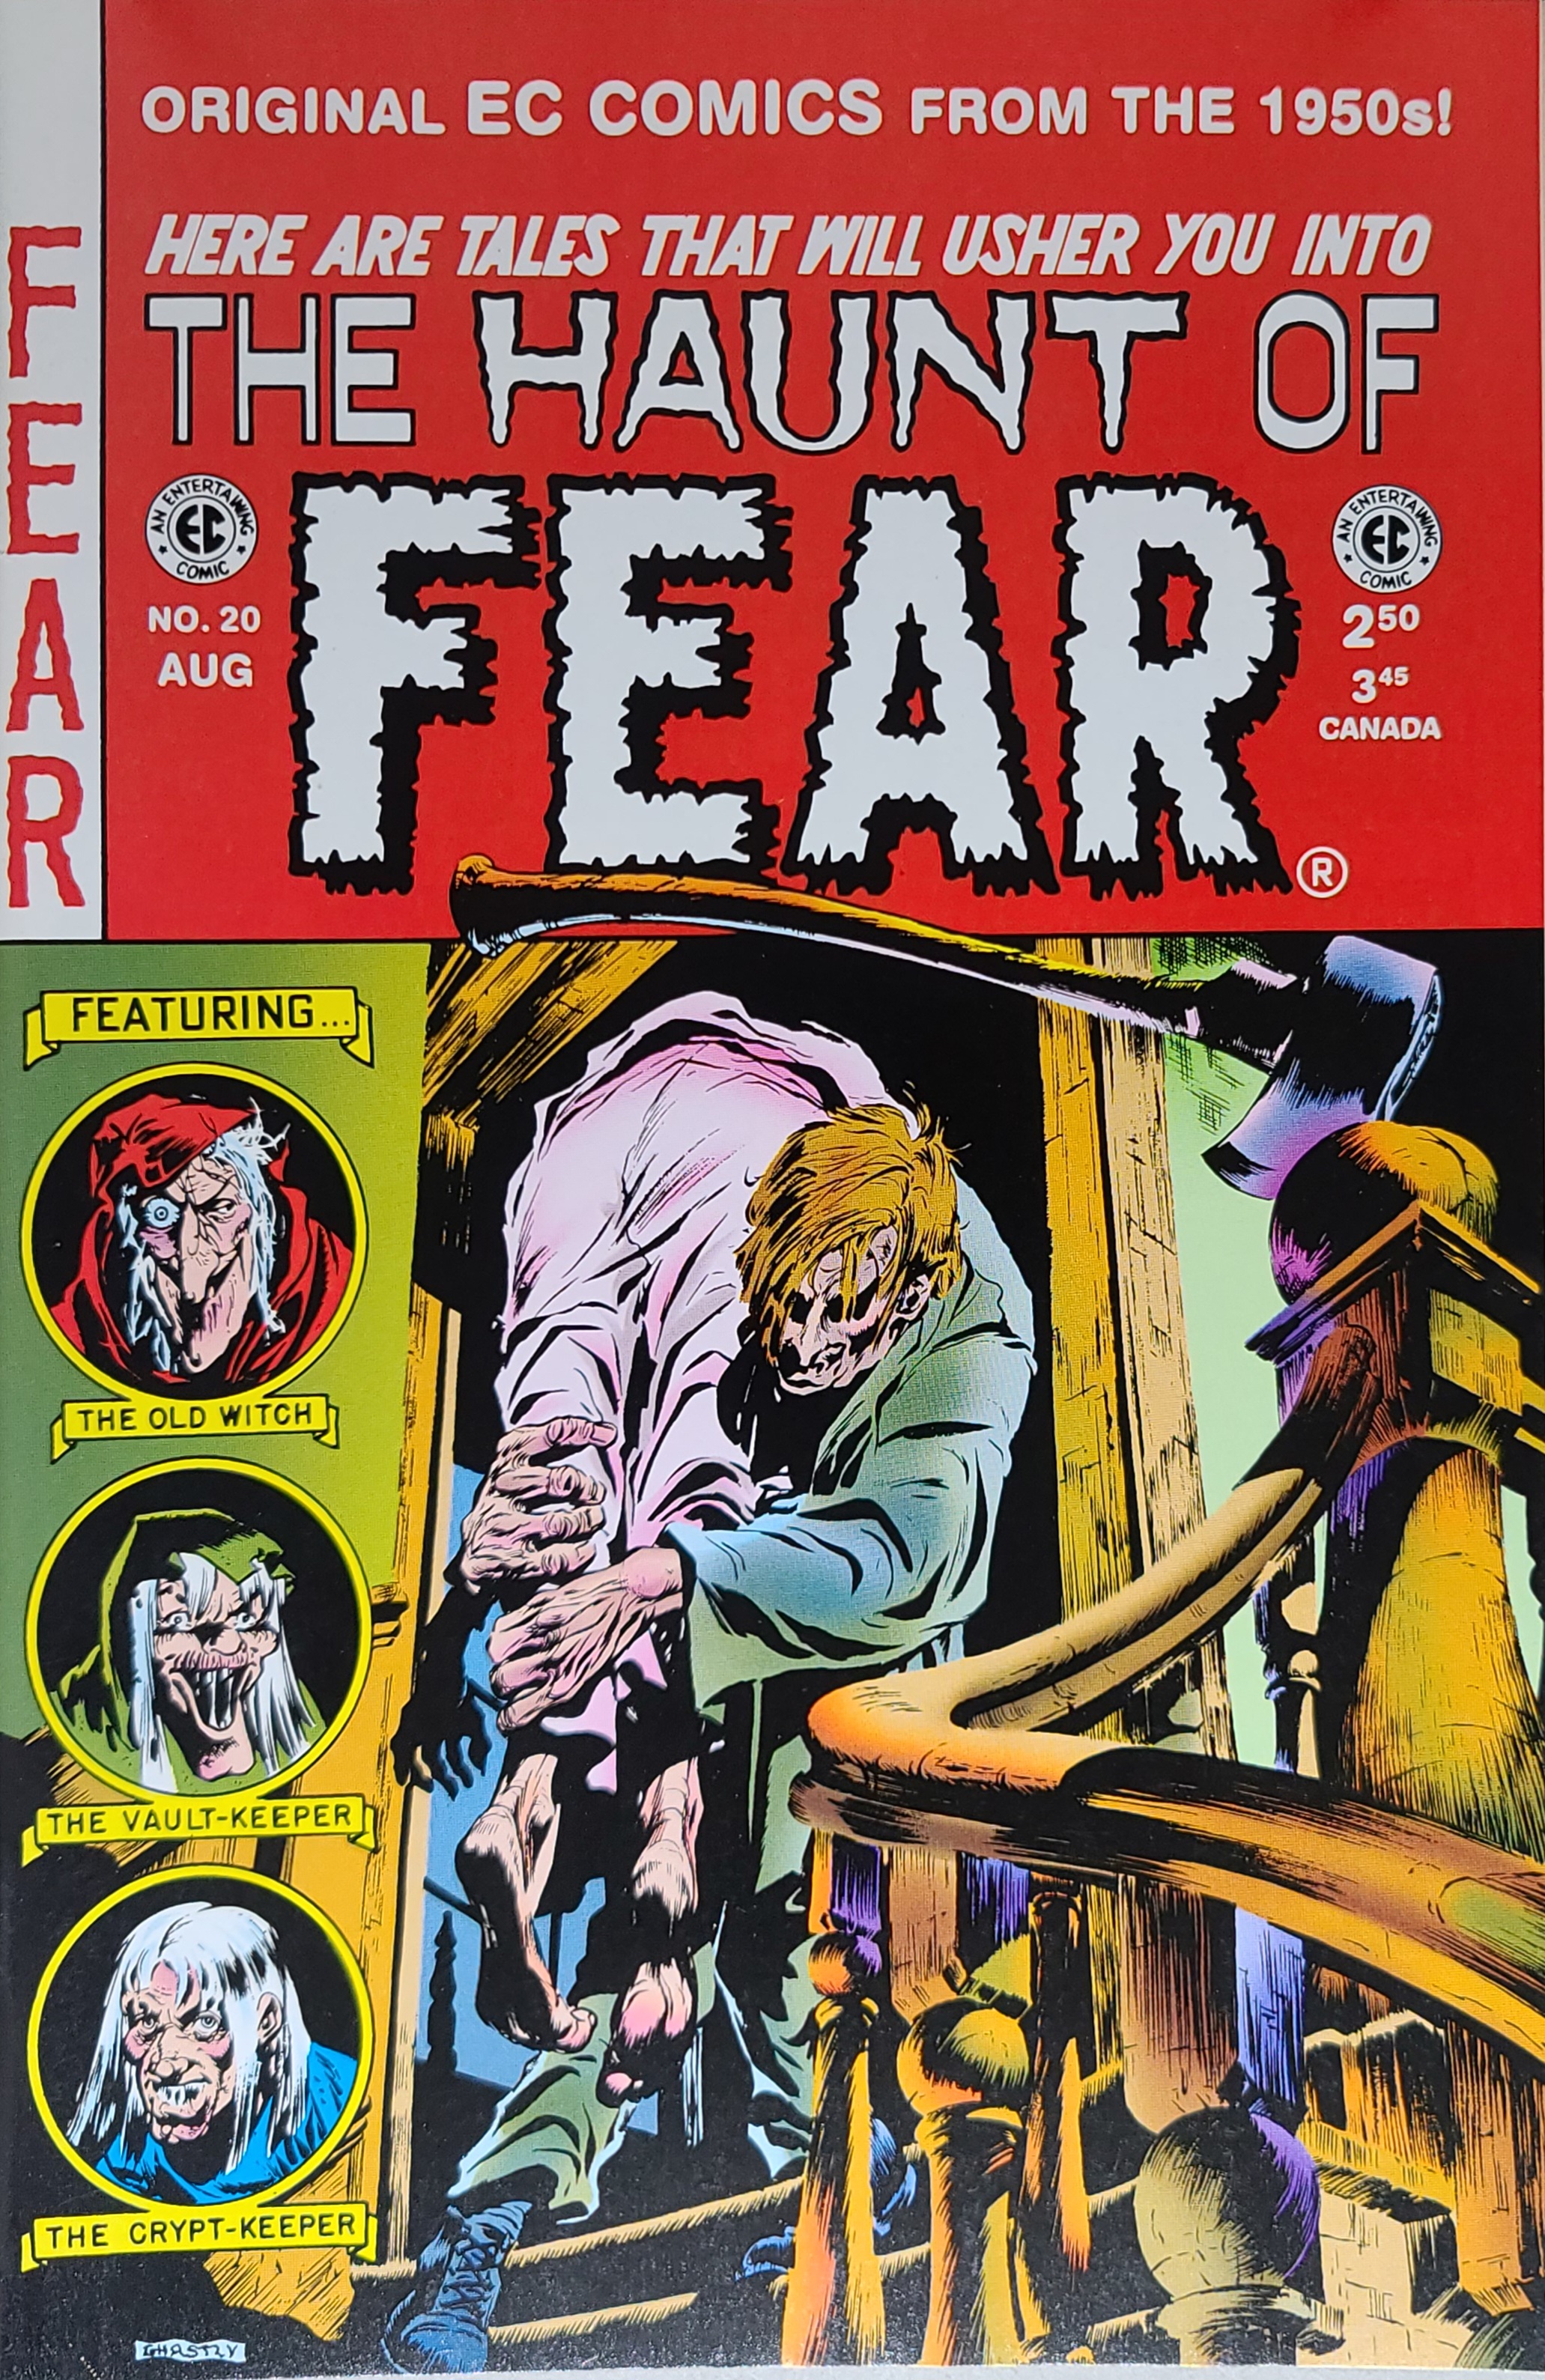 ORIGINAL EC COMICS FROM THE 1950s!
HERE ARE TALES THAT WILL USHER YOU INTO
THE HAUNT OF
FEAR
®
FEAR
AN ENTERTAINING
EC
COMIC
NO. 20
AUG
AN ENTERTAINING
EC
COMIC
2 50
3 45
CANADA
FEATURING...
THE OLD WITCH
THE VAULT-KEEPER
THE CRYPT-KEEPER
GHASTLY